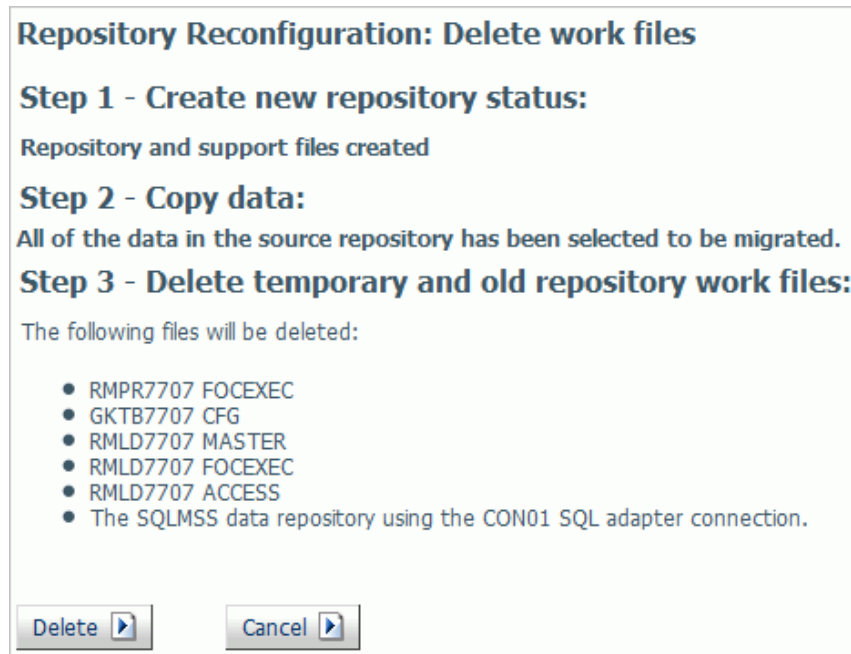 Repository Reconfiguration: Delete work files
Step 1 - Create new repository status:
Repository and support files created
Step 2 - Copy data:
All of the data in the source repository has been selected to be migrated.
Step 3 - Delete temporary and old repository work files:
The following files will be deleted:
• RMPR7707 FOCEXEC
• GKTB7707 CFG
• RMLD7707 MASTER
• RMLD7707 FOCEXEC
• RMLD7707 ACCESS
• The SQLMSS data repository using the CON01 SQL adapter connection.
Delete Cancel